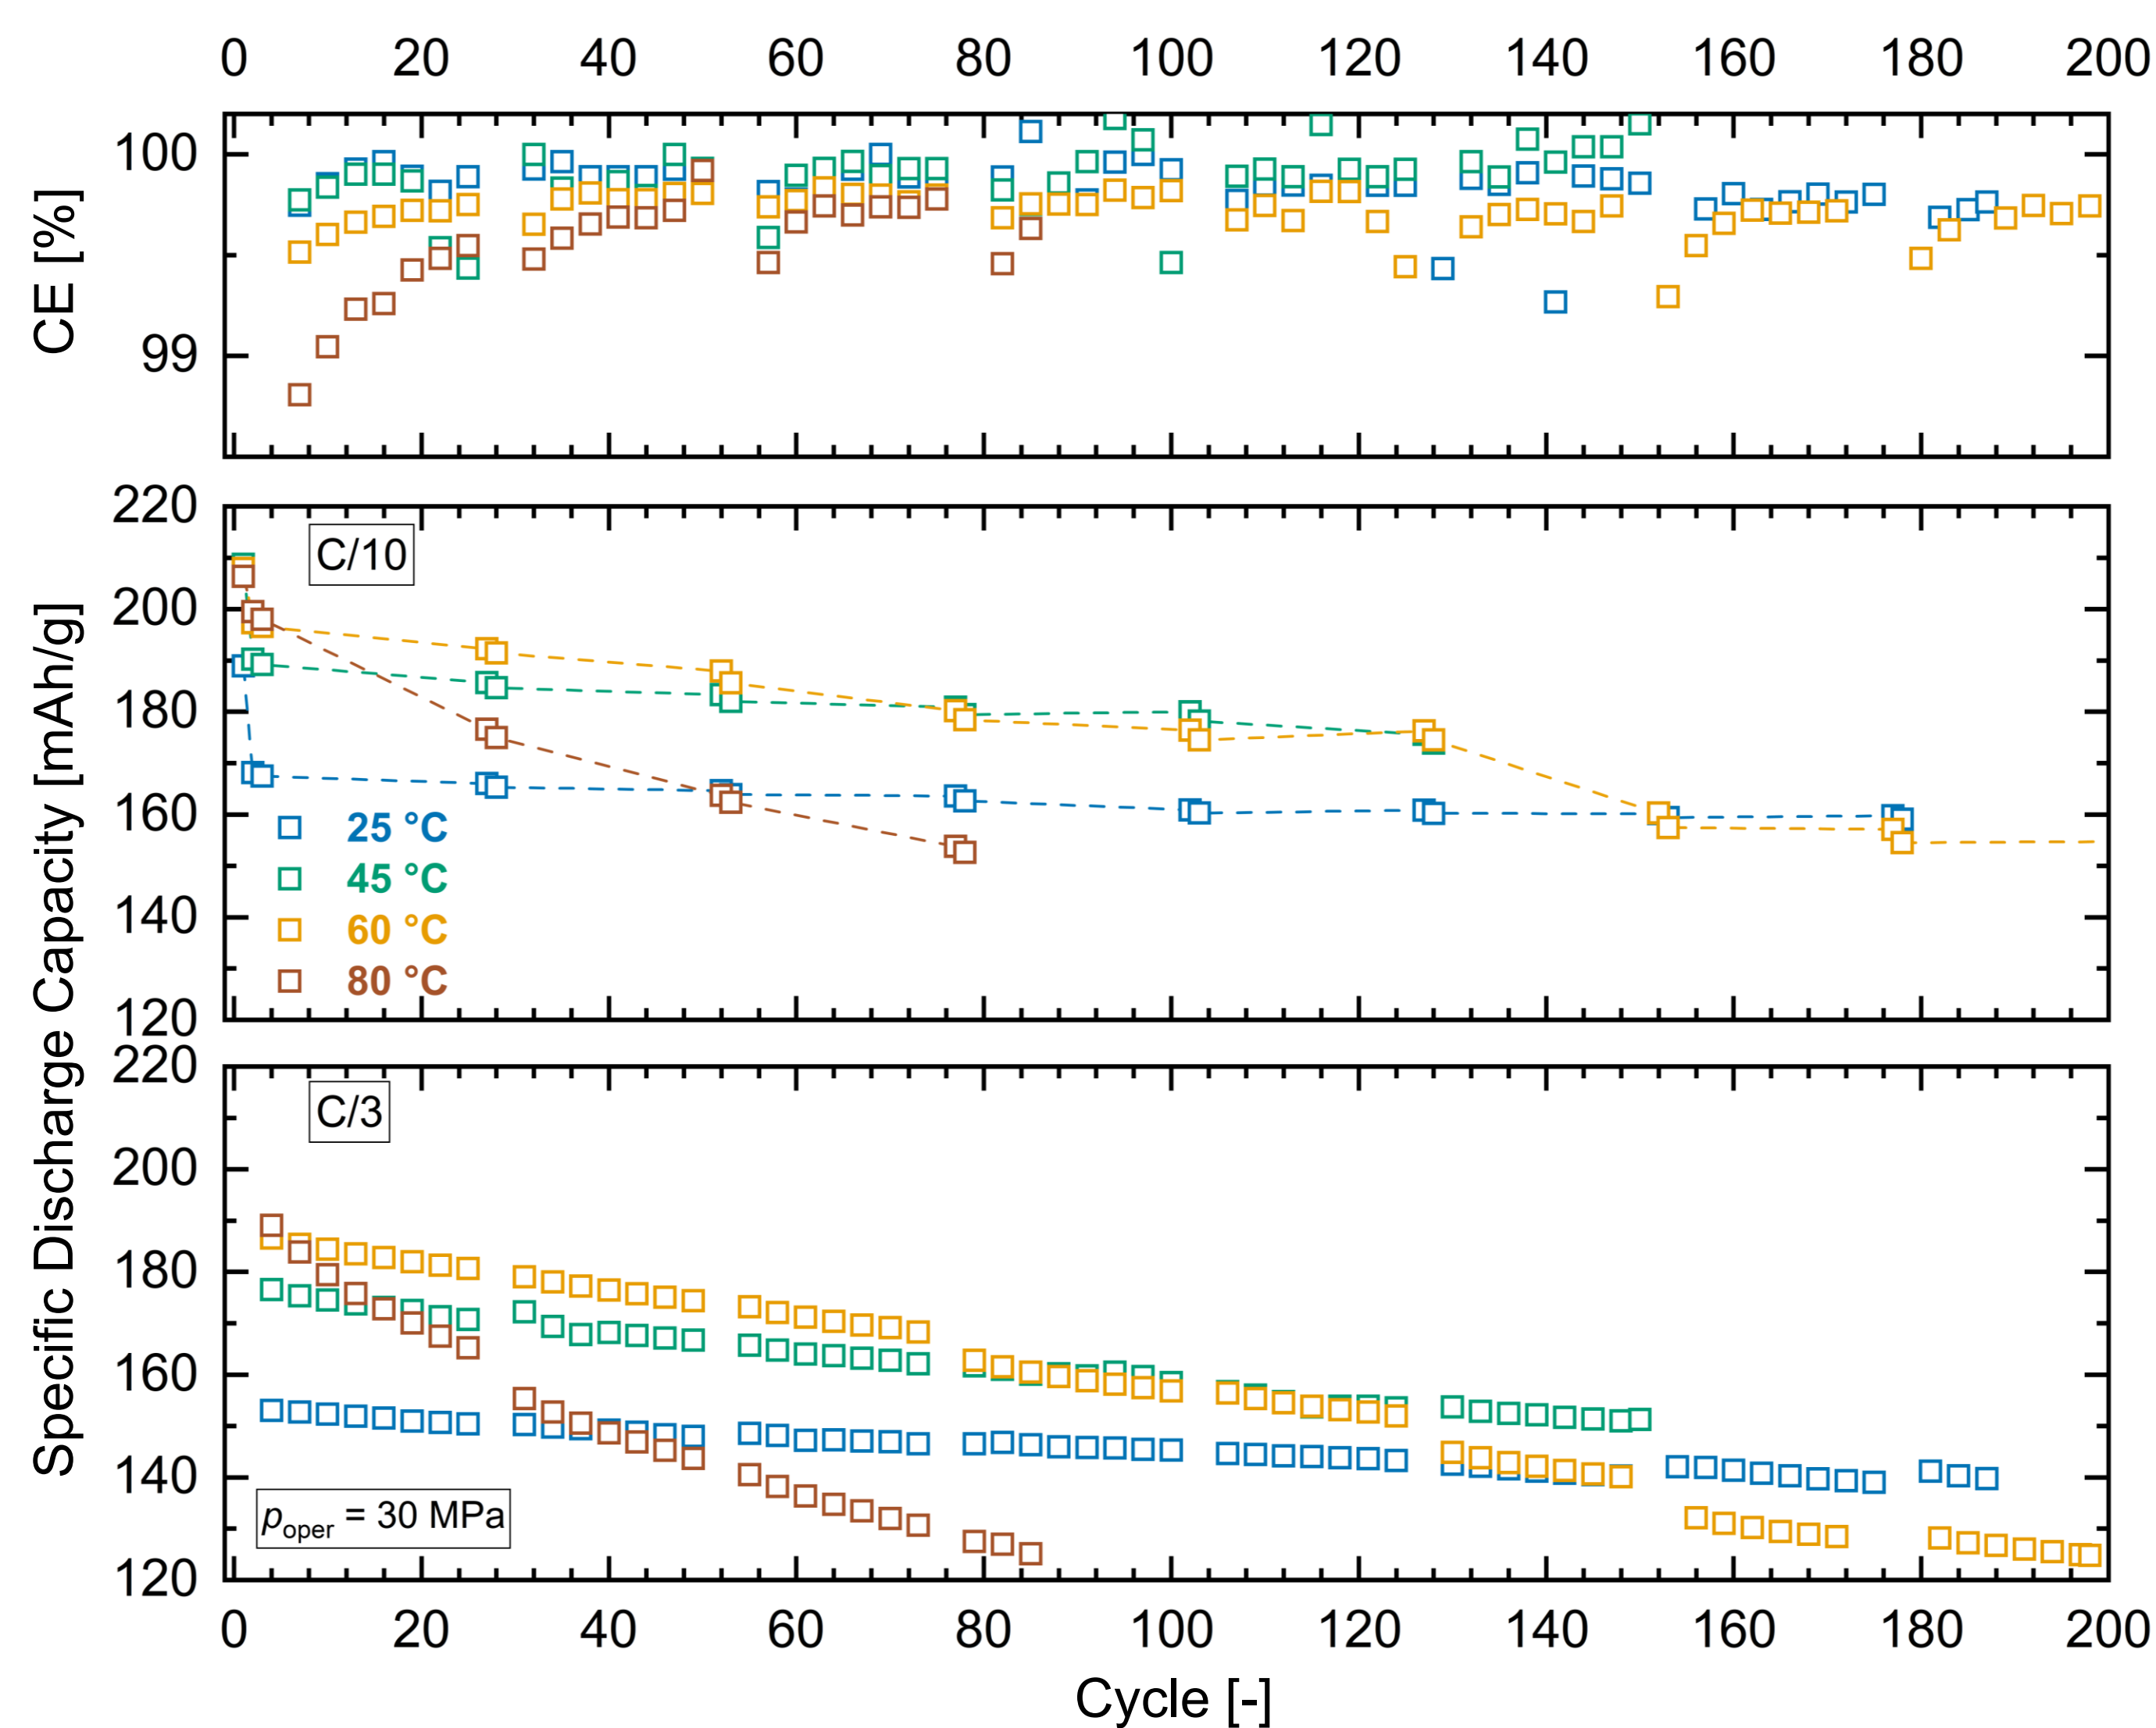 0 20 40 60 80 100 120 140 160 180 200
100
99
CE [%]
220
200
180
160
140
120
C/10
25 °C
45 °C
60 °C
80 °C
Specific Discharge Capacity [mAh/g]
220
200
180
160
140
120
C/3
poper = 30 MPa
0 20 40 60 80 100 120 140 160 180 200
Cycle [-]